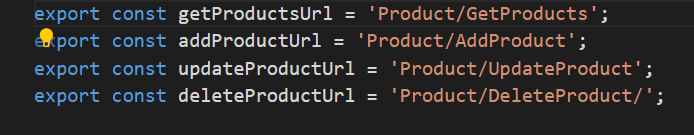 export const getProductsUrl = 'Product/GetProducts';
export const addProductUrl = 'Product/AddProduct';
export const updateProductUrl = 'Product/UpdateProduct';
export const deleteProductUrl = 'Product/DeleteProduct/';